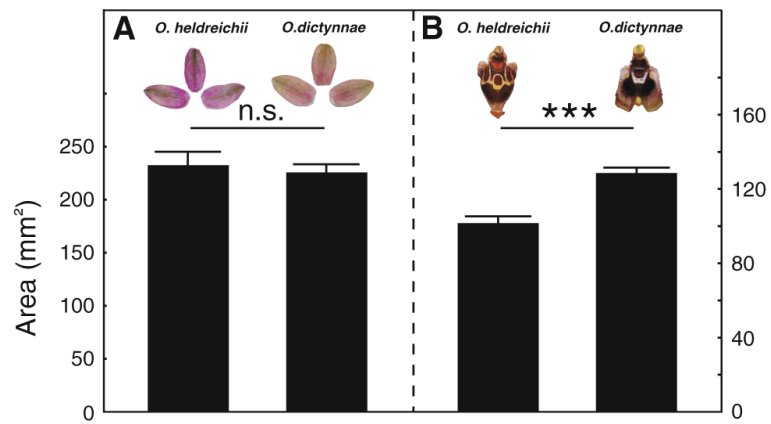 A
O. heldreichii
O.dictynnae
B
O. heldreichii
O.dictynnae
n.s.
***
Area (mm²)
250
200
150
100
50
0
160
120
80
40
0